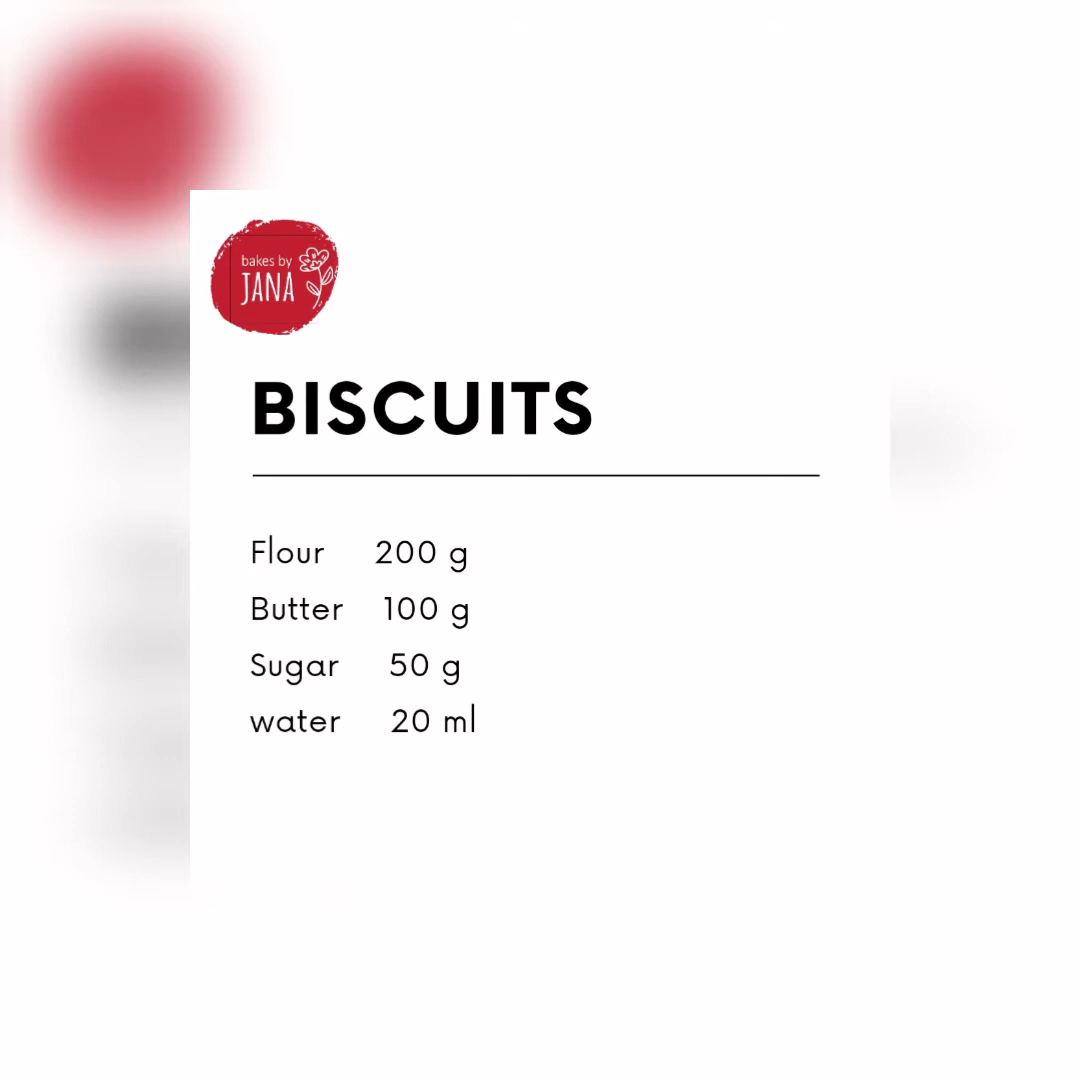 bakes by
JANA
BISCUITS
Flour 200 g
Butter 100 g
Sugar 50 g
water 20 ml